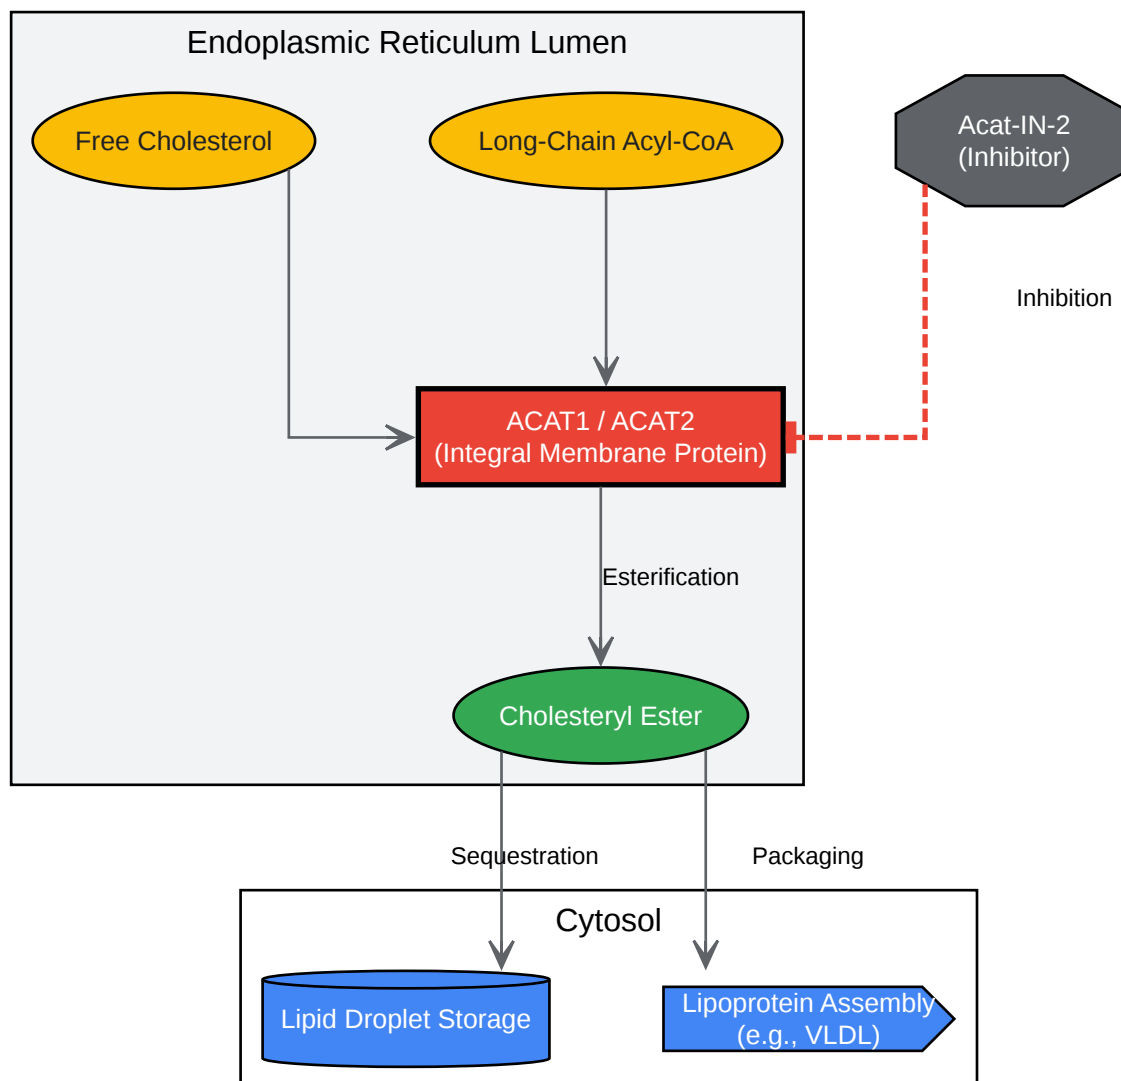 Endoplasmic Reticulum Lumen
Free Cholesterol
Long-Chain Acyl-CoA
Acat-IN-2
(Inhibitor)
Inhibition
ACAT1 / ACAT2
(Integral Membrane Protein)
Esterification
Cholesteryl Ester
Sequestration
Packaging
Cytosol
Lipid Droplet Storage
Lipoprotein Assembly
(e.g., VLDL)